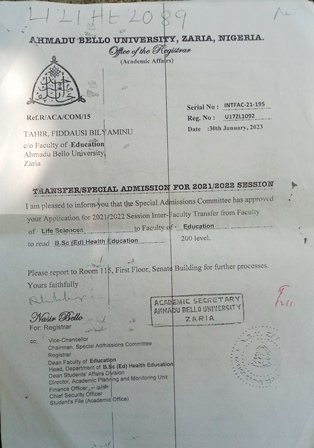 U21HE2089
AHMADU BELLO UNIVERSITY, ZARIA, NIGERIA.
Office of the Registrar
(Academic Affairs)
Serial No : INTFAC-21-195
Ref.R/ACA/COM/15
Reg. No : U17ZL1092
Date :30th January, 2023
TAHIR, FIDDAUSI BILYAMINU
c/o Faculty of Education
Ahmadu Bello University,
Zaria
TRANSFER/SPECIAL ADMISSION FOR 2021/2022 SESSION
I am pleased to inform you that the Special Admissions Committee has approved
your Application for 2021/2022 Session Inter-Faculty Transfer from Faculty
of Life Sciences to Faculty of Education
to read B.Sc (Ed) Health Education 200 level.
Please report to Room 115, First Floor, Senate Building for further processes.
Yours faithfully
Nasir Bello
For: Registrar
ACADEMIC SECRETARY
AHMADU BELLO UNIVERSITY
ZARIA
cc: Vice-Chancellor
Chairman, Special Admissions Committee
Registrar
Dean Faculty of Education
Head, Department of B.Sc (Ed) Health Education
Dean Students Affairs Division
Director, Academic Planning and Monitoring Unit
Finance Officer
Chief Security Officer
Student's File (Academic Office)